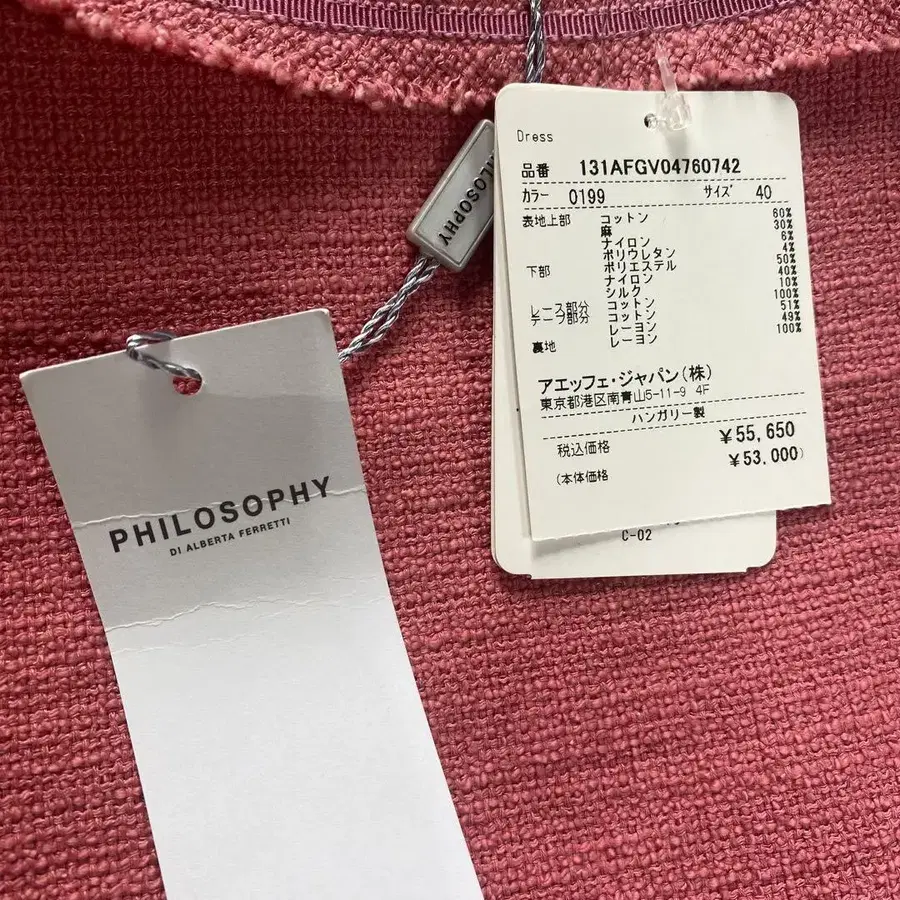 Dress
品番 131AFGV04760742
カラー 0199 サイズ 40
表地上部 コットン 60%
麻 30%
ナイロン 6%
ポリウレタン 4%
下部 ポリエステル 50%
ナイロン 40%
シルク 10%
レース部分 コットン 100%
テープ部分 コットン 51%
レーヨン 49%
裏地 レーヨン 100%
アエッフェ・ジャパン(株)
東京都港区南青山5-11-9 4F
ハンガリー製
税込価格 ¥55,650
(本体価格 ¥53,000)
C-02
PHILOSOPHY
PHILOSOPHY
DI ALBERTA FERRETTI